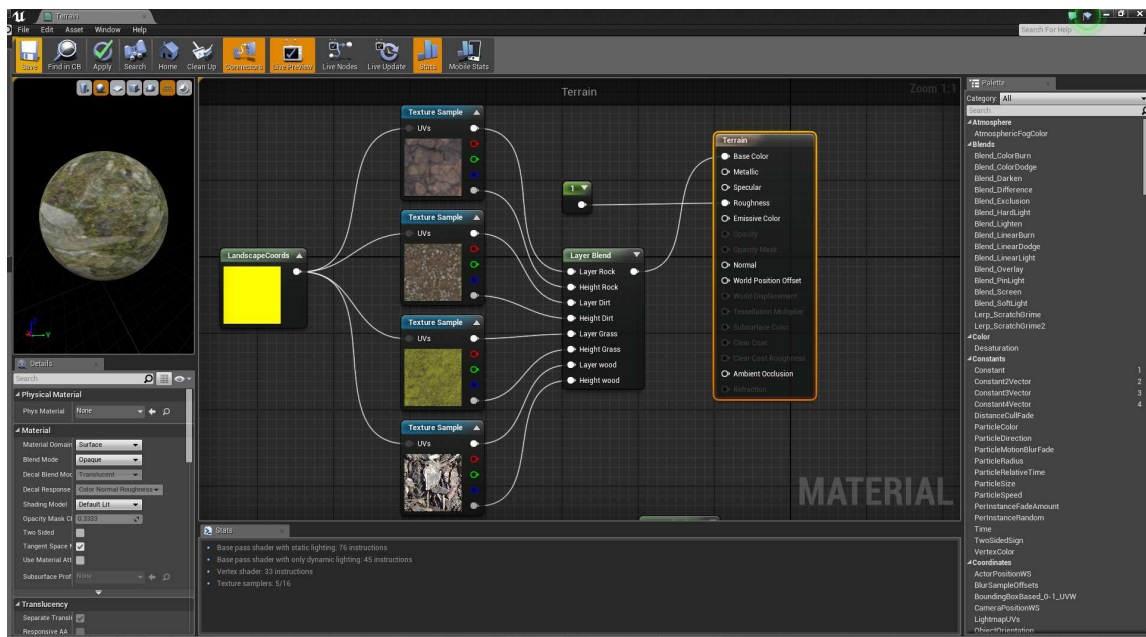 Terrain
File Edit Asset Window Help
Search For Help
Save Find in CB Apply Search Home Clean Up Connectors Live Preview Live Nodes Live Update Stats Mobile Stats
Terrain
Zoom 1:1
Texture Sample
UVs
Texture Sample
UVs
Texture Sample
UVs
Texture Sample
UVs
LandscapeCoords
1
Layer Blend
Layer Rock
Height Rock
Layer Dirt
Height Dirt
Layer Grass
Height Grass
Layer wood
Height wood
Terrain
Base Color
Metallic
Specular
Roughness
Emissive Color
Opacity
Opacity Mask
Normal
World Position Offset
World Displacement
Tessellation Multiplier
Subsurface Color
Clear Coat
Clear Coat Roughness
Ambient Occlusion
Refraction
MATERIAL
Details
Search
Physical Material
Phys Material None
Material
Material Domain Surface
Blend Mode Opaque
Decal Blend Mod Translucent
Decal Response Color Normal Roughness
Shading Model Default Lit
Opacity Mask Cl 0.3333
Two Sided
Tangent Space N
Use Material Att
Subsurface Prof None
Translucency
Separate Transl
Responsive AA
Stats
Base pass shader with static lighting: 76 instructions
Base pass shader with only dynamic lighting: 45 instructions
Vertex shader: 33 instructions
Texture samplers: 5/16
Palette
Category: All
Search
Atmosphere
AtmosphericFogColor
Blends
Blend_ColorBurn
Blend_ColorDodge
Blend_Darken
Blend_Difference
Blend_Exclusion
Blend_HardLight
Blend_Lighten
Blend_LinearBurn
Blend_LinearDodge
Blend_LinearLight
Blend_Overlay
Blend_PinLight
Blend_Screen
Blend_SoftLight
Lerp_ScratchGrime
Lerp_ScratchGrime2
Color
Desaturation
Constants
Constant 1
Constant2Vector 2
Constant3Vector 3
Constant4Vector 4
DistanceCullFade
ParticleColor
ParticleDirection
ParticleMotionBlurFade
ParticleRadius
ParticleRelativeTime
ParticleSize
ParticleSpeed
PerInstanceFadeAmount
PerInstanceRandom
Time
TwoSidedSign
VertexColor
Coordinates
ActorPositionWS
BlurSampleOffsets
BoundingBoxBased_0-1_UVW
CameraPositionWS
LightmapUVs
ObjectOrientation